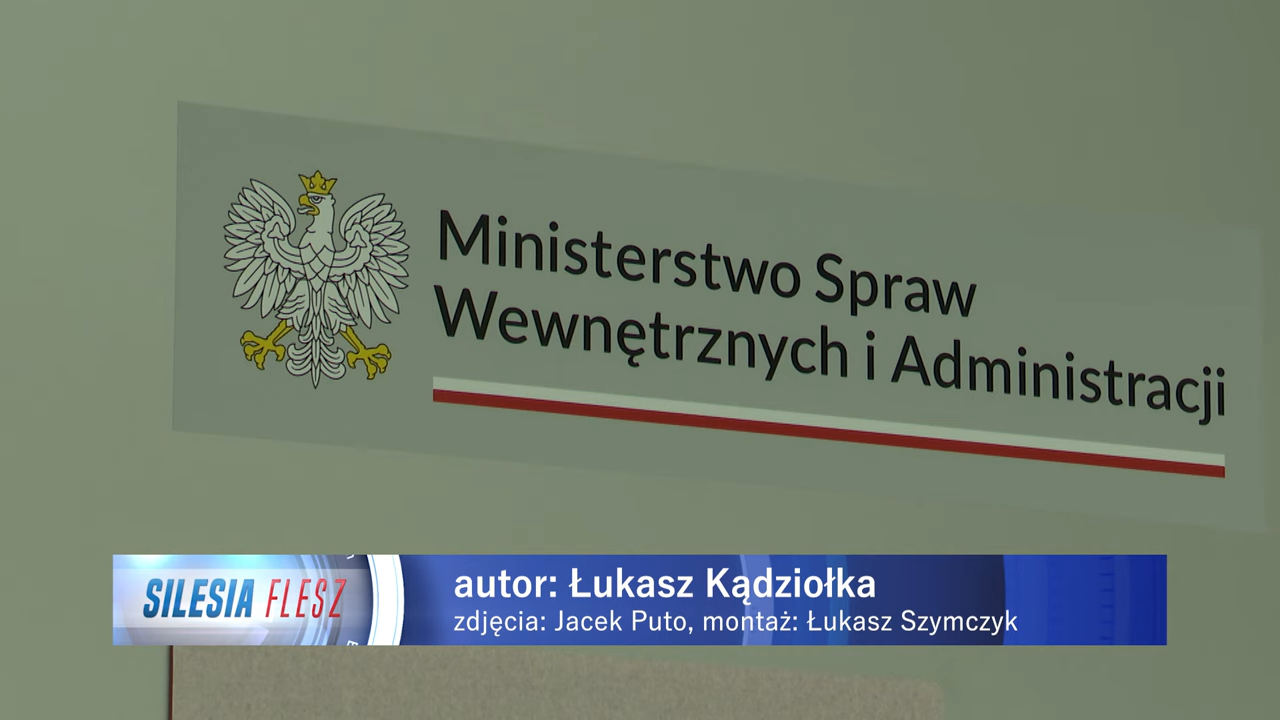 Ministerstwo Spraw
Wewnętrznych i Administracji
SILESIA FLESZ
autor: Łukasz Kądziołka
zdjęcia: Jacek Puto, montaż: Łukasz Szymczyk